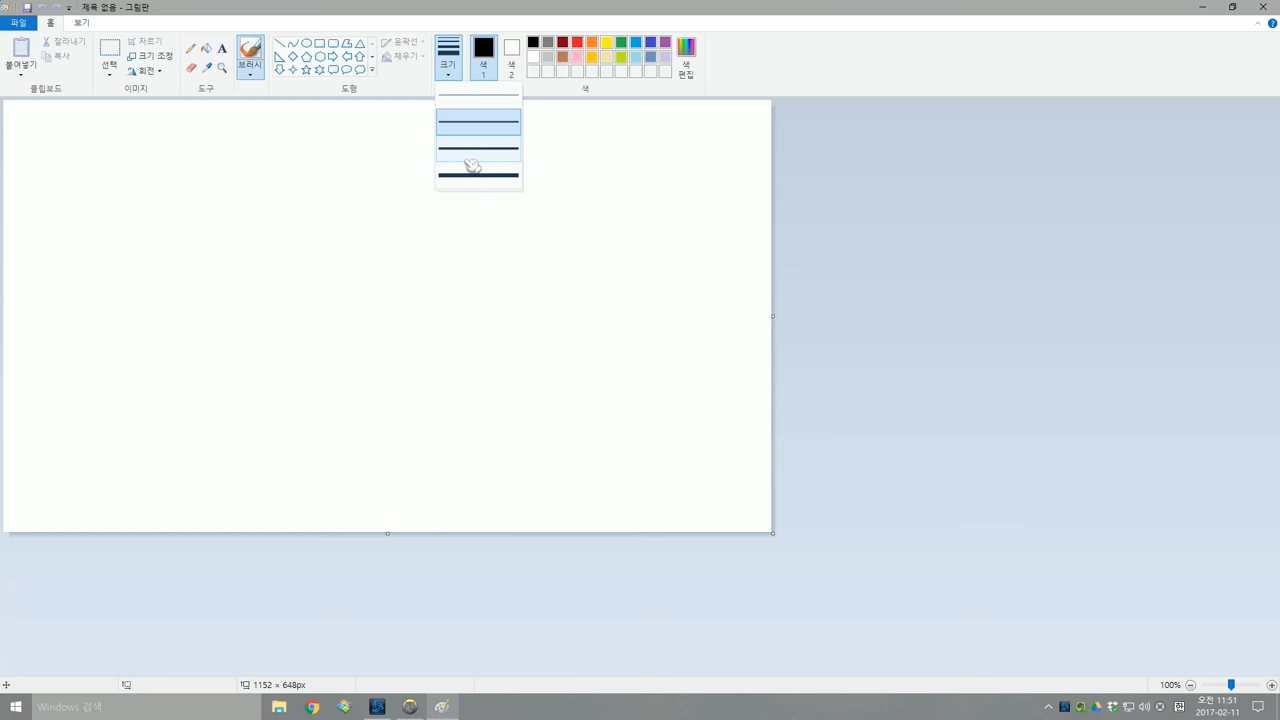 제목 없음 - 그림판
파일 홈 보기
붙여넣기 잘라내기 복사 클립보드
선택 자르기 크기 조정 회전 이미지
A 도구
브러시
윤곽선 채우기 도형
크기
색 1 색 2 색 편집 색
1152 × 648px 100%
Windows 검색
오전 11:51
2017-02-11